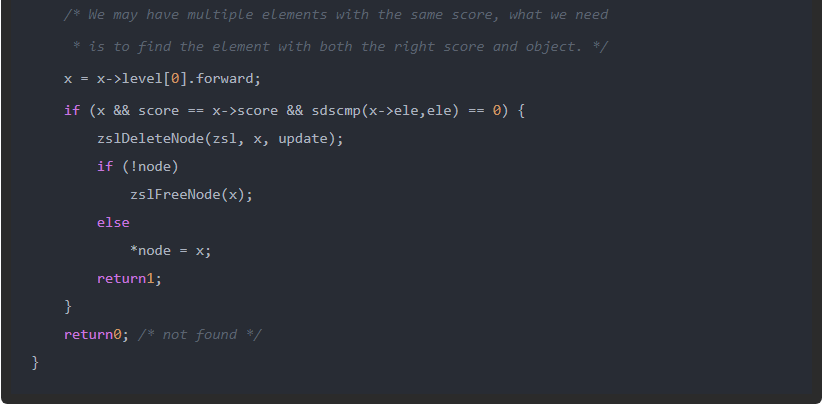 /* We may have multiple elements with the same score, what we need
* is to find the element with both the right score and object. */
x = x->level[0].forward;
if (x && score == x->score && sdscmp(x->ele,ele) == 0) {
zslDeleteNode(zsl, x, update);
if (!node)
zslFreeNode(x);
else
*node = x;
return1;
}
return0; /* not found */
}